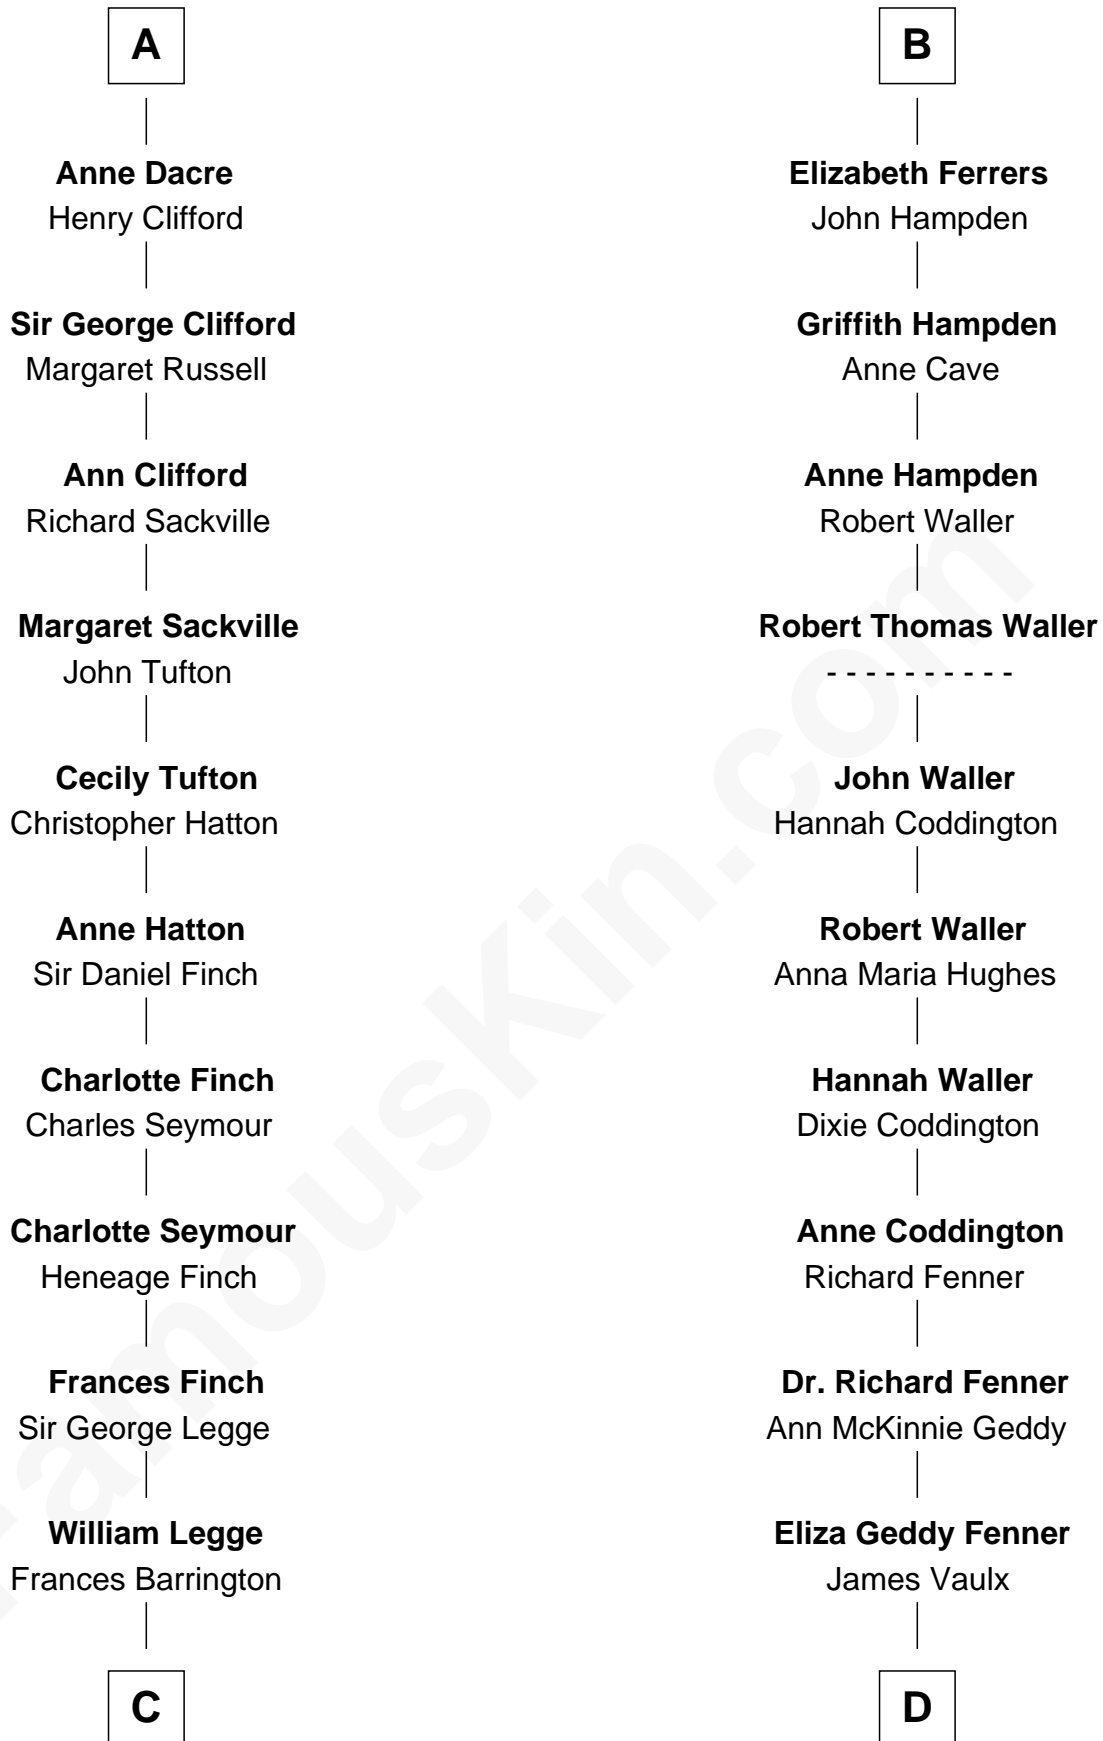 A
Anne Dacre
Henry Clifford
Sir George Clifford
Margaret Russell
Ann Clifford
Richard Sackville
Margaret Sackville
John Tufton
Cecily Tufton
Christopher Hatton
Anne Hatton
Sir Daniel Finch
Charlotte Finch
Charles Seymour
Charlotte Seymour
Heneage Finch
Frances Finch
Sir George Legge
William Legge
Frances Barrington
C
B
Elizabeth Ferrers
John Hampden
Griffith Hampden
Anne Cave
Anne Hampden
Robert Waller
Robert Thomas Waller
- - - - - - - - - -
John Waller
Hannah Coddington
Robert Waller
Anna Maria Hughes
Hannah Waller
Dixie Coddington
Anne Coddington
Richard Fenner
Dr. Richard Fenner
Ann McKinnie Geddy
Eliza Geddy Fenner
James Vaulx
D
FamousKin.com